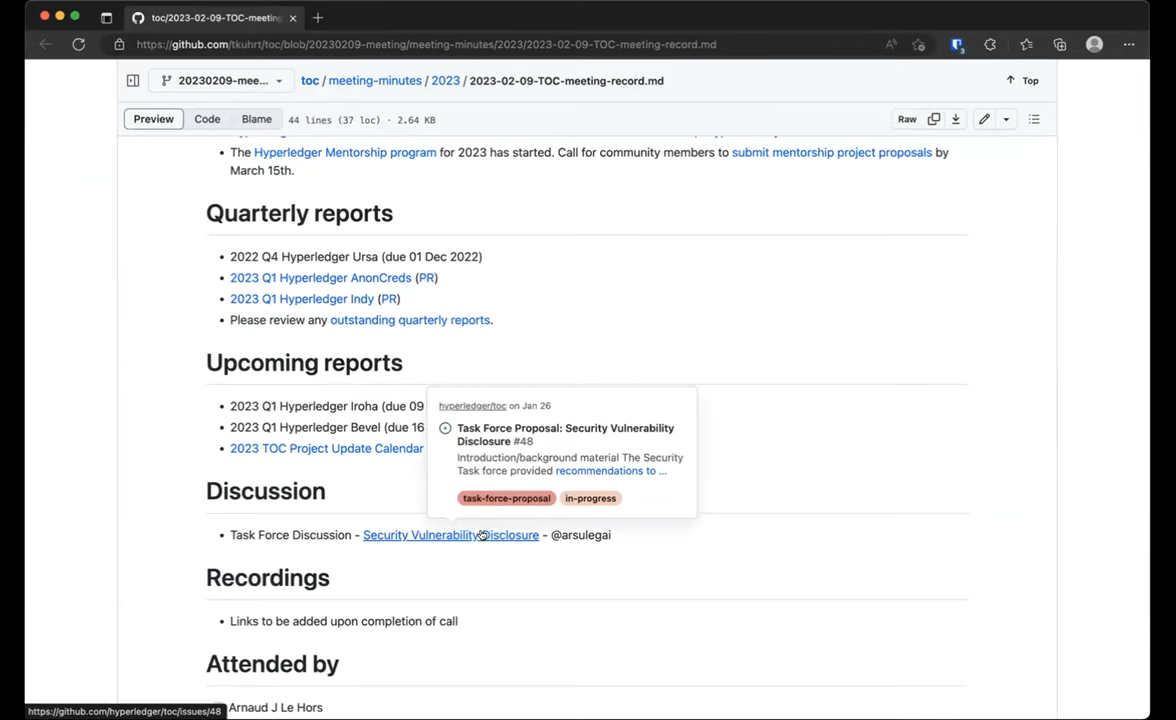 toc/2023-02-09-TOC-meeting-
https://github.com/tkuhrt/toc/blob/20230209-meeting/meeting-minutes/2023/2023-02-09-TOC-meeting-record.md
20230209-mee...
toc / meeting-minutes / 2023 / 2023-02-09-TOC-meeting-record.md
Top
Preview Code Blame 44 lines (37 loc) · 2.64 KB
Raw
The Hyperledger Mentorship program for 2023 has started. Call for community members to submit mentorship project proposals by
March 15th.
Quarterly reports
2022 Q4 Hyperledger Ursa (due 01 Dec 2022)
2023 Q1 Hyperledger AnonCreds (PR)
2023 Q1 Hyperledger Indy (PR)
Please review any outstanding quarterly reports.
Upcoming reports
2023 Q1 Hyperledger Iroha (due 09
2023 Q1 Hyperledger Bevel (due 16
2023 TOC Project Update Calendar
hyperledger/toc on Jan 26
Task Force Proposal: Security Vulnerability
Disclosure #48
Introduction/background material The Security
Task force provided recommendations to ...
task-force-proposal in-progress
Discussion
Task Force Discussion - Security Vulnerability Disclosure - @arsulegai
Recordings
Links to be added upon completion of call
Attended by
Arnaud J Le Hors
https://github.com/hyperledger/toc/issues/48